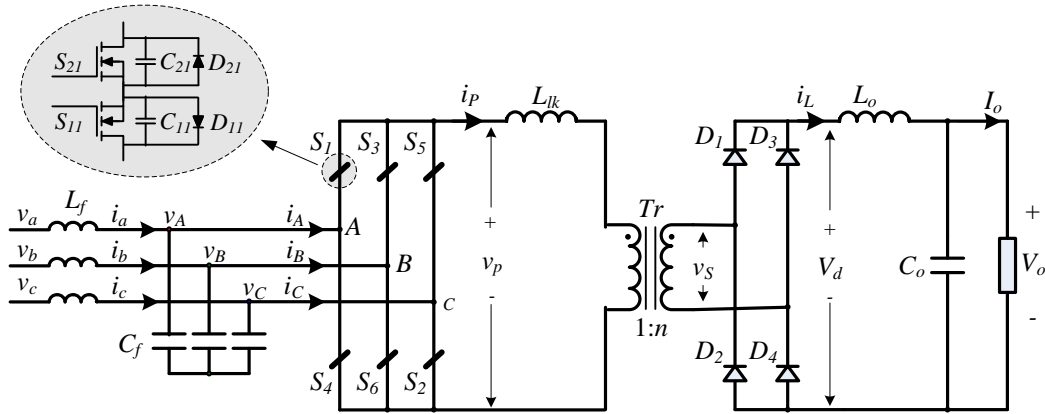 S21 C21 D21
S11 C11 D11
S1 S3 S5
iP Llk
iL Lo Io
D1 D3
Lf
va ia vA iA A
vb ib vB iB B
vc ic vC iC C
+
vp
-
Tr
vS
1:n
+
Vd
-
Co
+
Vo
-
Cf
S4 S6 S2
D2 D4